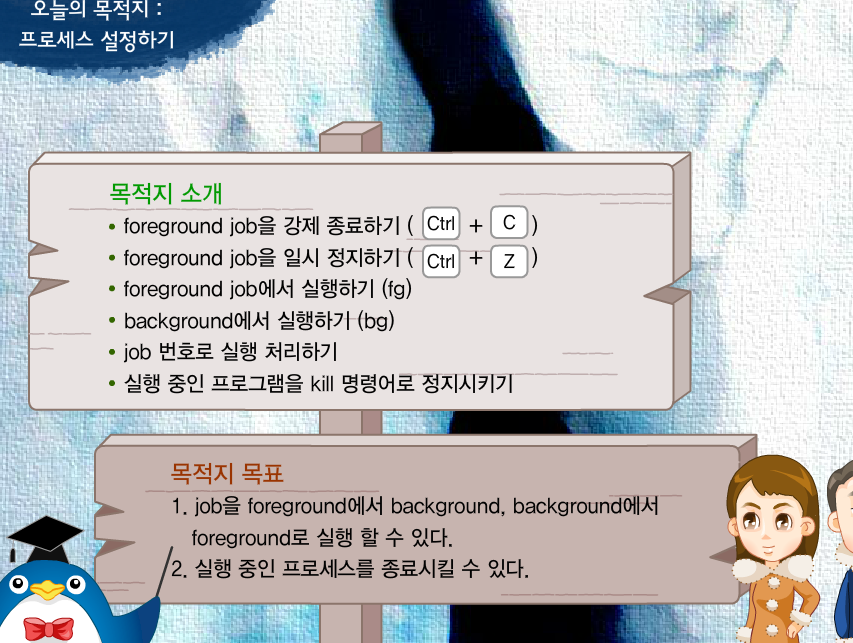 오늘의 목적지 :
프로세스 설정하기
목적지 소개
• foreground job을 강제 종료하기 ( Ctrl + C )
• foreground job을 일시 정지하기 ( Ctrl + Z )
• foreground job에서 실행하기 (fg)
• background에서 실행하기 (bg)
• job 번호로 실행 처리하기
• 실행 중인 프로그램을 kill 명령어로 정지시키기
목적지 목표
1. job을 foreground에서 background, background에서
foreground로 실행 할 수 있다.
2. 실행 중인 프로세스를 종료시킬 수 있다.